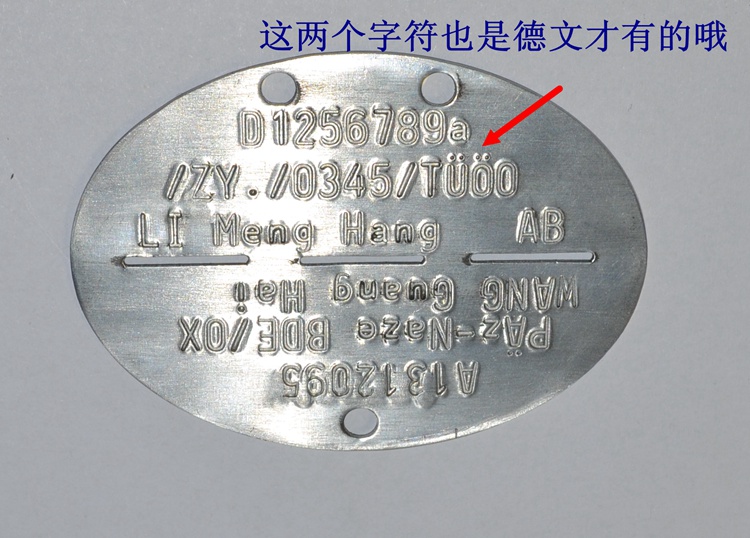 这两个字符也是德文才有的哦
D1256789a
/ZY./0345/TÜÖO
LI Meng Hang AB
A1312095
PÄz-Naze BDE/OX
WANG Guang Hai